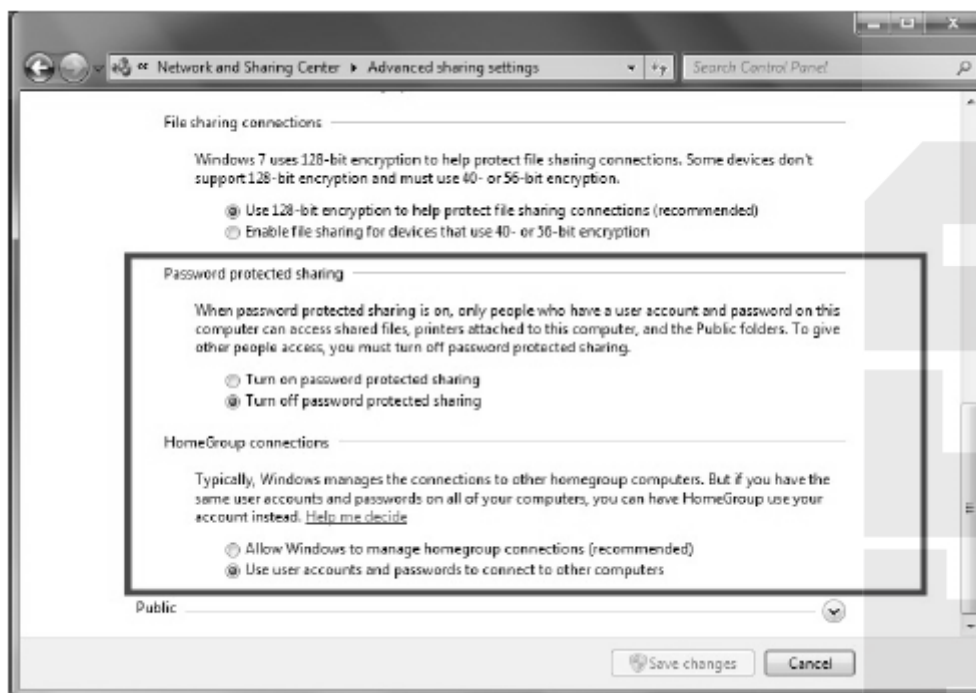 « Network and Sharing Center ▸ Advanced sharing settings
Search Control Panel
File sharing connections
Windows 7 uses 128-bit encryption to help protect file sharing connections. Some devices don't
support 128-bit encryption and must use 40- or 56-bit encryption.
Use 128-bit encryption to help protect file sharing connections (recommended)
Enable file sharing for devices that use 40- or 56-bit encryption
Password protected sharing
When password protected sharing is on, only people who have a user account and password on this
computer can access shared files, printers attached to this computer, and the Public folders. To give
other people access, you must turn off password protected sharing.
Turn on password protected sharing
Turn off password protected sharing
HomeGroup connections
Typically, Windows manages the connections to other homegroup computers. But if you have the
same user accounts and passwords on all of your computers, you can have HomeGroup use your
account instead. Help me decide
Allow Windows to manage homegroup connections (recommended)
Use user accounts and passwords to connect to other computers
Public
Save changes
Cancel